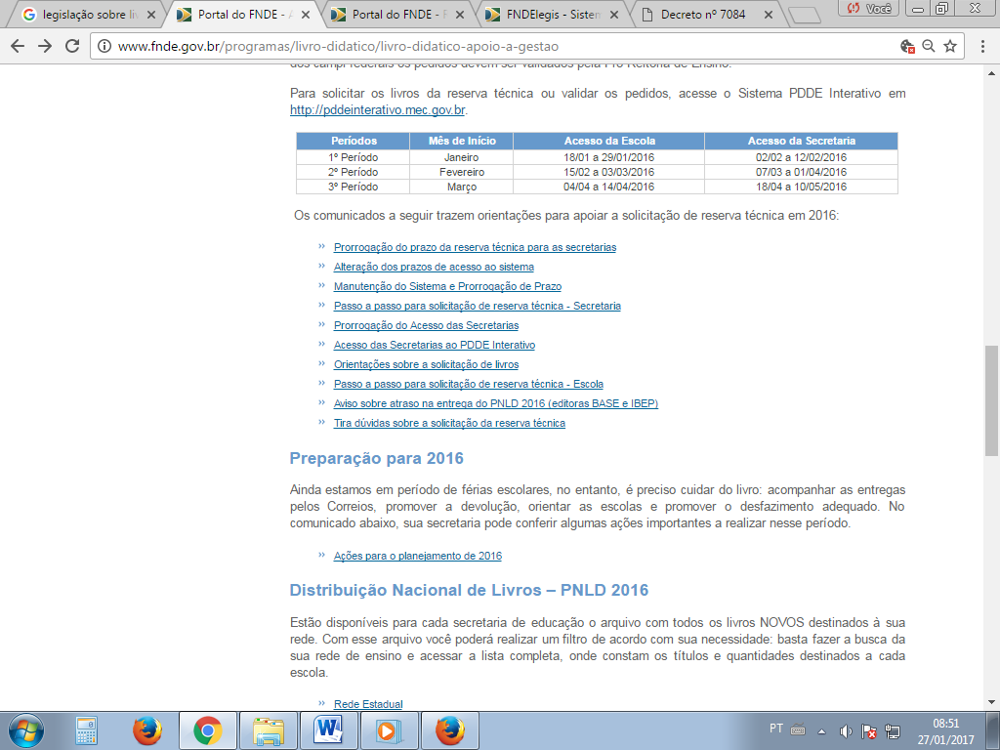 legislação sobre liv
Portal do FNDE - A
Portal do FNDE - F
FNDElegis - Sistem
Decreto nº 7084
Você
www.fnde.gov.br/programas/livro-didatico/livro-didatico-apoio-a-gestao
dos campi federais os pedidos devem ser validados pela Pró-Reitoria de Ensino.
Para solicitar os livros da reserva técnica ou validar os pedidos, acesse o Sistema PDDE Interativo em
http://pddeinterativo.mec.gov.br.
Períodos Mês de Início Acesso da Escola Acesso da Secretaria
1º Período Janeiro 18/01 a 29/01/2016 02/02 a 12/02/2016
2º Período Fevereiro 15/02 a 03/03/2016 07/03 a 01/04/2016
3º Período Março 04/04 a 14/04/2016 18/04 a 10/05/2016
Os comunicados a seguir trazem orientações para apoiar a solicitação de reserva técnica em 2016:
Prorrogação do prazo da reserva técnica para as secretarias
Alteração dos prazos de acesso ao sistema
Manutenção do Sistema e Prorrogação de Prazo
Passo a passo para solicitação de reserva técnica - Secretaria
Prorrogação do Acesso das Secretarias
Acesso das Secretarias ao PDDE Interativo
Orientações sobre a solicitação de livros
Passo a passo para solicitação de reserva técnica - Escola
Aviso sobre atraso na entrega do PNLD 2016 (editoras BASE e IBEP)
Tira dúvidas sobre a solicitação da reserva técnica
Preparação para 2016
Ainda estamos em período de férias escolares, no entanto, é preciso cuidar do livro: acompanhar as entregas
pelos Correios, promover a devolução, orientar as escolas e promover o desfazimento adequado. No
comunicado abaixo, sua secretaria pode conferir algumas ações importantes a realizar nesse período.
Ações para o planejamento de 2016
Distribuição Nacional de Livros – PNLD 2016
Estão disponíveis para cada secretaria de educação o arquivo com todos os livros NOVOS destinados à sua
rede. Com esse arquivo você poderá realizar um filtro de acordo com sua necessidade: basta fazer a busca da
sua rede de ensino e acessar a lista completa, onde constam os títulos e quantidades destinados a cada
escola.
Rede Estadual
PT
08:51
27/01/2017